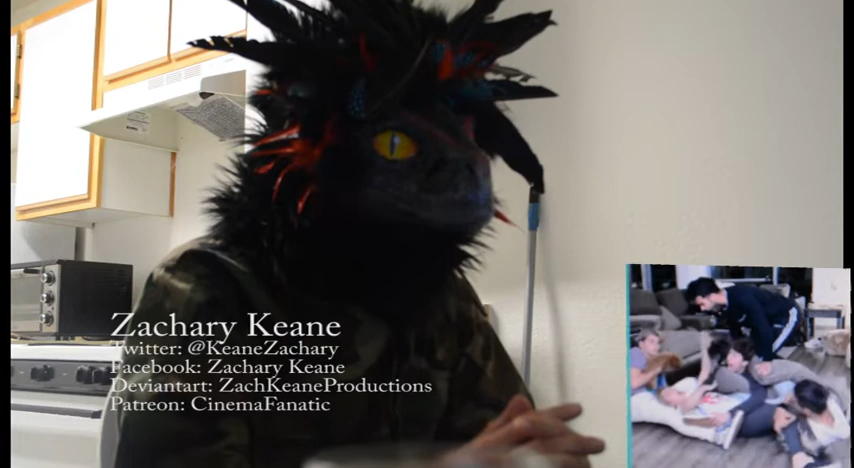 Zachary Keane
Twitter: @KeaneZachary
Facebook: Zachary Keane
Deviantart: ZachKeaneProductions
Patreon: CinemaFanatic